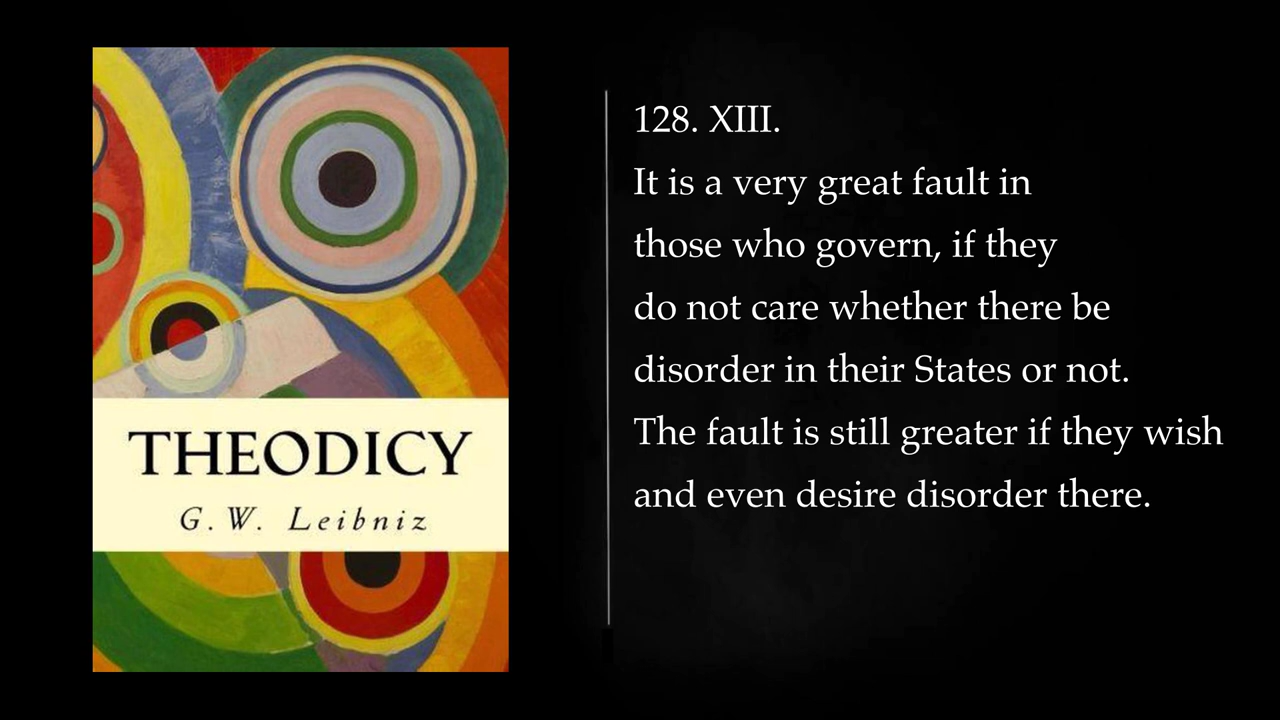 THEODICY
G. W. Leibniz
128. XIII.
It is a very great fault in
those who govern, if they
do not care whether there be
disorder in their States or not.
The fault is still greater if they wish
and even desire disorder there.